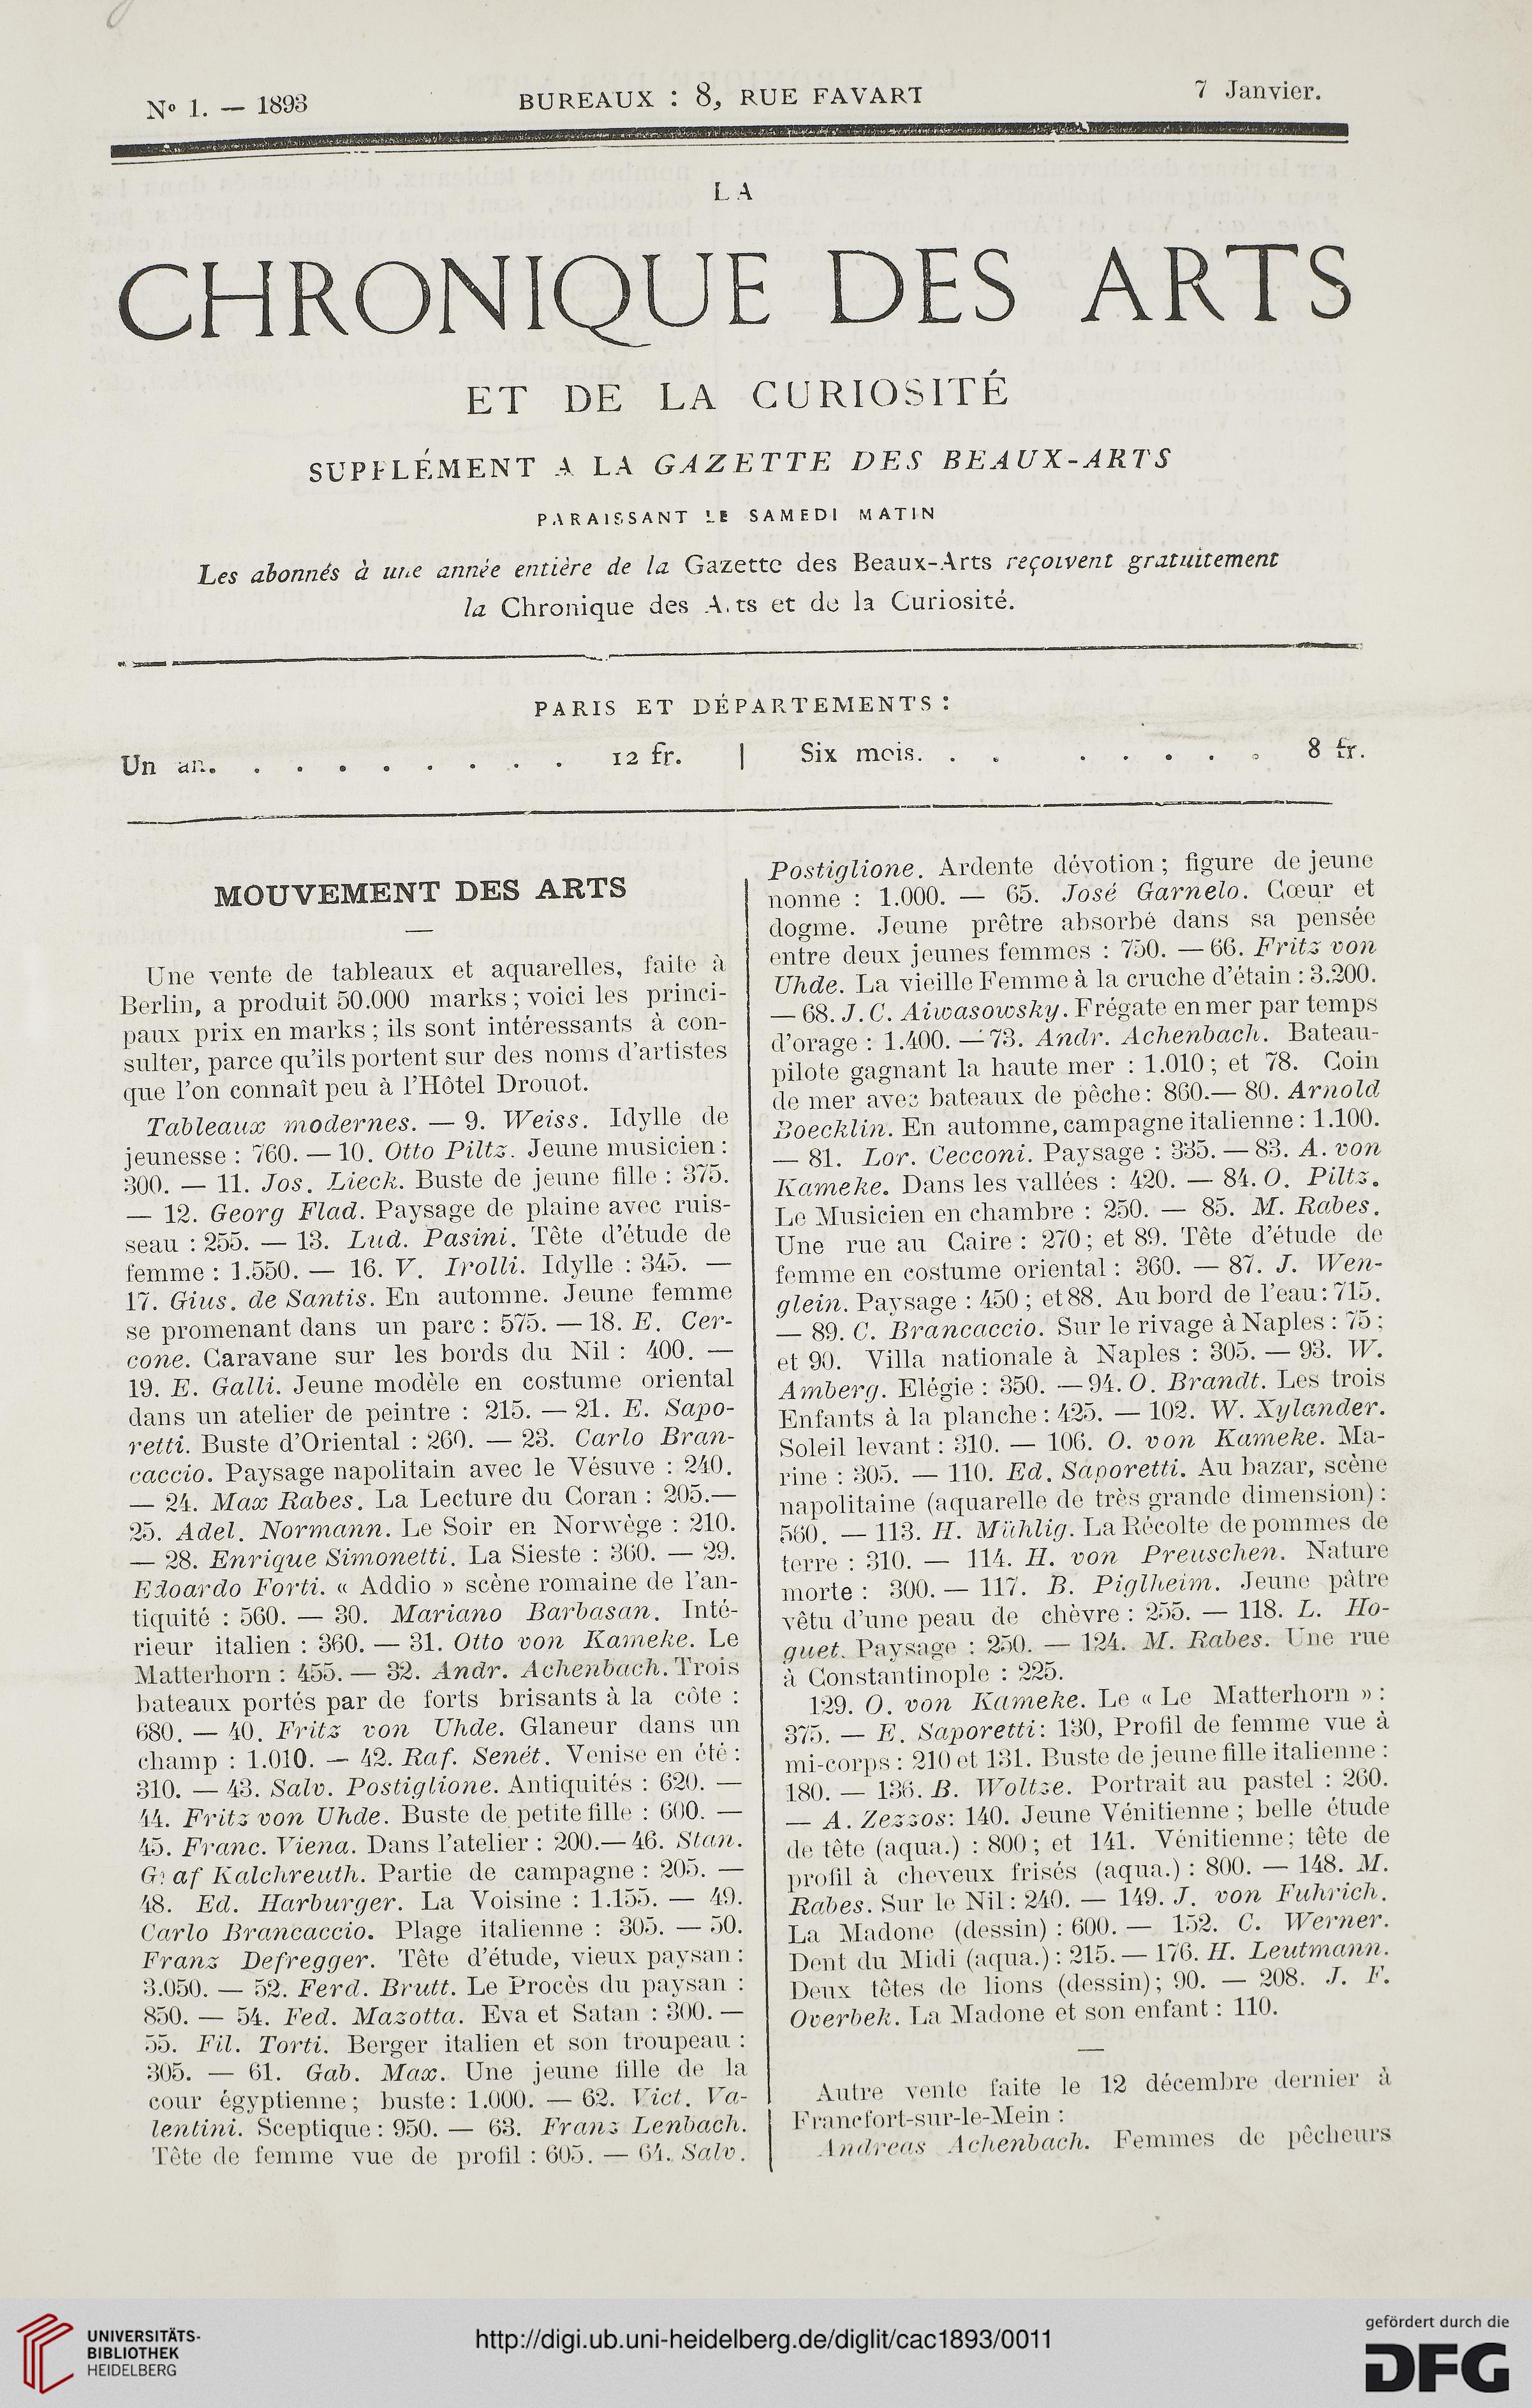 N° 1. — 1893
BUREAUX : 8, RUE FAVART
7 Janvier.
LA
CHRONIQUE DES ARTS
ET DE LA CURIOSITÉ
SUPPLÉMENT A LA GAZETTE DES BEAUX-ARTS
PARAISSANT LE SAMEDI MATIN
Les abonnés à une année entière de la Gazette des Beaux-Arts reçoivent gratuitement
la Chronique des Arts et de la Curiosité.
PARIS ET DÉPARTEMENTS :
Un an. . . . . . . . . 12 fr. | Six mois. . . . . . . . 8 fr.
MOUVEMENT DES ARTS
Une vente de tableaux et aquarelles, faite à
Berlin, a produit 50.000 marks ; voici les princi-
paux prix en marks ; ils sont intéressants à con-
sulter, parce qu'ils portent sur des noms d'artistes
que l'on connaît peu à l'Hôtel Drouot.
Tableaux modernes. — 9. Weiss. Idylle de
jeunesse : 760. — 10. Otto Piltz. Jeune musicien :
300. — 11. Jos. Lieck. Buste de jeune fille : 375.
— 12. Georg Flad. Paysage de plaine avec ruis-
seau : 255. — 13. Lud. Pasini. Tête d'étude de
femme : 1.550. — 16. V. Irolli. Idylle : 345. —
17. Gius. de Santis. En automne. Jeune femme
se promenant dans un parc : 575. — 18. E. Cer-
cone. Caravane sur les bords du Nil : 400. —
19. E. Galli. Jeune modèle en costume oriental
dans un atelier de peintre : 215. — 21. E. Sapo-
retti. Buste d'Oriental : 260. — 23. Carlo Bran-
caccio. Paysage napolitain avec le Vésuve : 240.
— 24. Max Rabes. La Lecture du Coran : 205.—
25. Adel. Normann. Le Soir en Norwège : 210.
— 28. Enrique Simonetti. La Sieste : 360. — 29.
Edoardo Forti. « Addio » scène romaine de l'an-
tiquité : 560. — 30. Mariano Barbasan. Inté-
rieur italien : 360. — 31. Otto von Kameke. Le
Matterhorn : 455. — 32. Andr. Achenbach. Trois
bateaux portés par de forts brisants à la côte :
680. — 40. Fritz von Uhde. Glaneur dans un
champ : 1.010. — 42. Raf. Senét. Venise en été :
310. — 43. Salv. Postiglione. Antiquités : 620. —
44. Fritz von Uhde. Buste de petite fille : 600. —
45. Franc. Viena. Dans l'atelier : 200.— 46. Stan.
Graf Kalchreuth. Partie de campagne : 205. —
48. Ed. Harburger. La Voisine : 1.155. — 49.
Carlo Brancaccio. Plage italienne : 305. — 50.
Franz Defregger. Tête d'étude, vieux paysan :
3.050. — 52. Ferd. Brutt. Le Procès du paysan :
850. — 54. Fed. Mazotta. Eva et Satan : 300. —
55. Fil. Torti. Berger italien et son troupeau :
305. — 61. Gab. Max. Une jeune fille de la
cour égyptienne ; buste : 1.000. — 62. Vict. Va-
lentini. Sceptique : 950. — 63. Franz Lenbach.
Tête de femme vue de profil : 605. — 64. Salv.
Postiglione. Ardente dévotion ; figure de jeune
nonne : 1.000. — 65. José Garnelo. Cœur et
dogme. Jeune prêtre absorbé dans sa pensée
entre deux jeunes femmes : 750. — 66. Fritz von
Uhde. La vieille Femme à la cruche d'étain : 3.200.
— 68. J. C. Aiwasowsky. Frégate en mer par temps
d'orage : 1.400. — 73. Andr. Achenbach. Bateau-
pilote gagnant la haute mer : 1.010 ; et 78. Coin
de mer avec bateaux de pêche : 860.— 80. Arnold
Boecklin. En automne, campagne italienne : 1.100.
— 81. Lor. Cecconi. Paysage : 335. — 83. A. von
Kameke. Dans les vallées : 420. — 84. O. Piltz.
Le Musicien en chambre : 250. — 85. M. Rabes.
Une rue au Caire : 270 ; et 89. Tête d'étude de
femme en costume oriental : 360. — 87. J. Wen-
glein. Paysage : 450 ; et 88. Au bord de l'eau : 715.
— 89. C. Brancaccio. Sur le rivage à Naples : 75 ;
et 90. Villa nationale à Naples : 305. — 93. W.
Amberg. Elégie : 350. — 94. O. Brandt. Les trois
Enfants à la planche : 425. — 102. W. Xylander.
Soleil levant : 310. — 106. O. von Kameke. Ma-
rine : 305. — 110. Ed. Saporetti. Au bazar, scène
napolitaine (aquarelle de très grande dimension) :
560. — 113. H. Mühlig. La Récolte de pommes de
terre : 310. — 114. H. von Preuschen. Nature
morte : 300. — 117. B. Piglheim. Jeune pâtre
vêtu d'une peau de chèvre : 255. — 118. L. Ho-
guet. Paysage : 250. — 124. M. Rabes. Une rue
à Constantinople : 225.
129. O. von Kameke. Le « Le Matterhorn » :
375. — E. Saporetti : 130, Profil de femme vue à
mi-corps : 210 et 131. Buste de jeune fille italienne :
180. — 136. B. Woltze. Portrait au pastel : 260.
— A. Zezzos : 140. Jeune Vénitienne ; belle étude
de tête (aqua.) : 800 ; et 141. Vénitienne ; tête de
profil à cheveux frisés (aqua.) : 800. — 148. M.
Rabes. Sur le Nil : 240. — 149. J. von Fuhrich.
La Madone (dessin) : 600. — 152. C. Werner.
Dent du Midi (aqua.) : 215. — 176. H. Leutmann.
Deux têtes de lions (dessin) ; 90. — 208. J. F.
Overbek. La Madone et son enfant : 110.
Autre vente faite le 12 décembre dernier à
Francfort-sur-le-Mein :
Andreas Achenbach. Femmes de pêcheurs
UNIVERSITÄTS-
BIBLIOTHEK
HEIDELBERG
http://digi.ub.uni-heidelberg.de/diglit/cac1893/0011
gefördert durch die
DFG